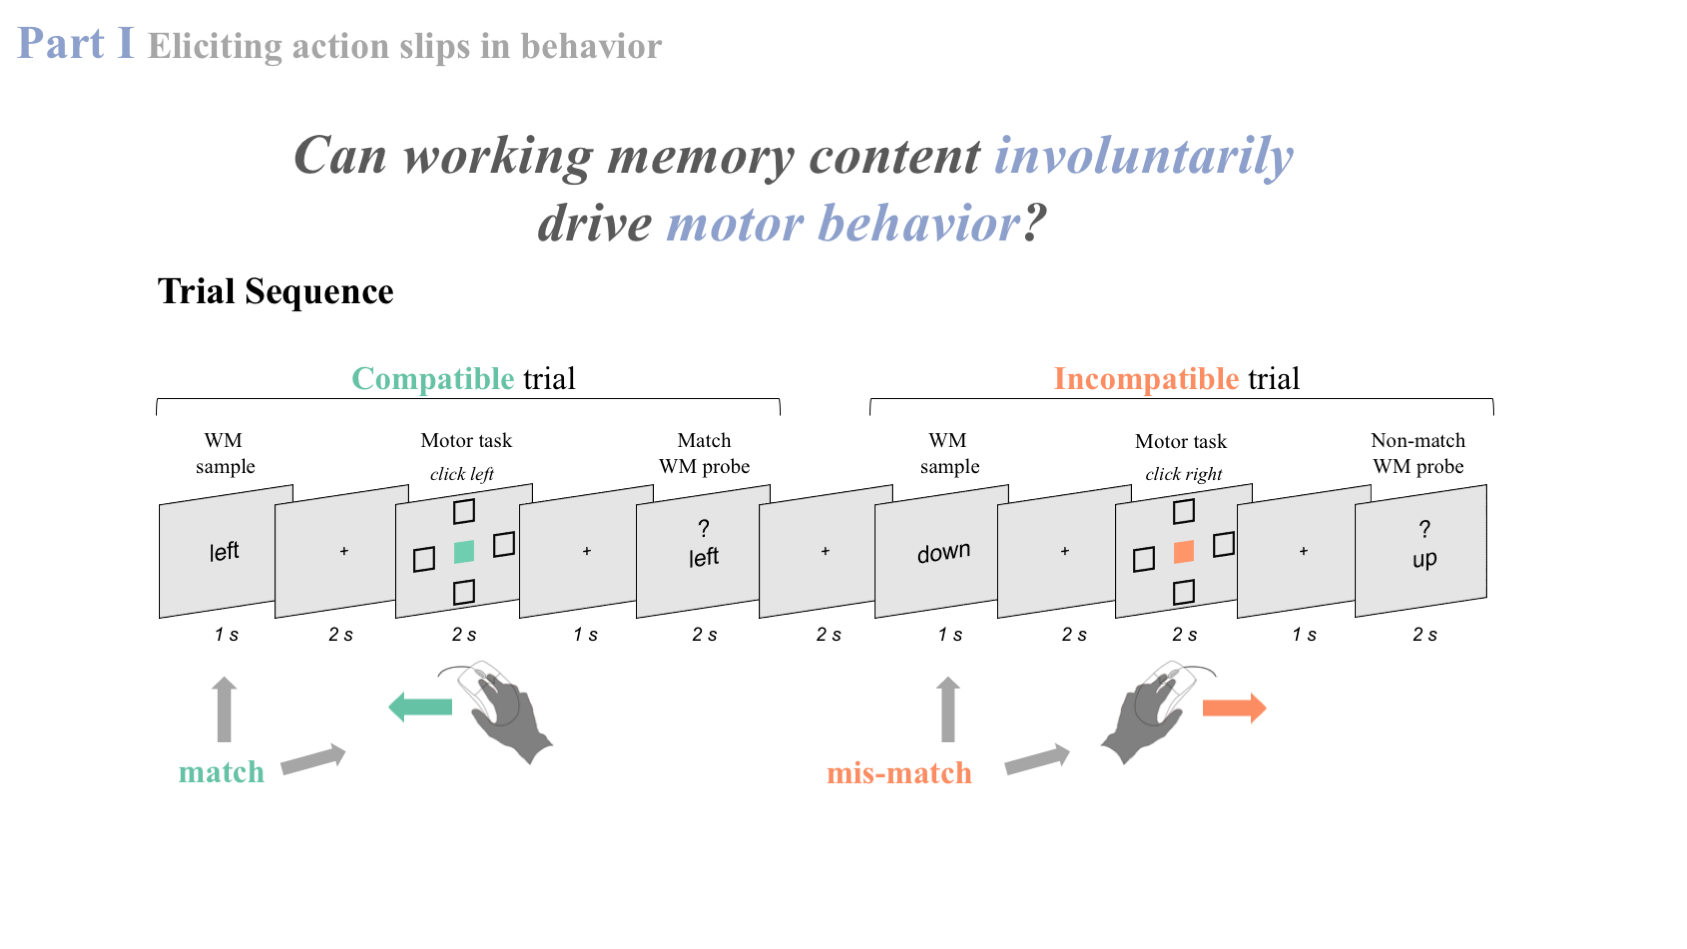 Part I Eliciting action slips in behavior
Can working memory content involuntarily
drive motor behavior?
Trial Sequence
Compatible trial
Incompatible trial
WM
sample
Motor task
click left
Match
WM probe
WM
sample
Motor task
click right
Non-match
WM probe
left
+
+
?
left
+
down
+
+
?
up
1 s
2 s
2 s
1 s
2 s
2 s
1 s
2 s
2 s
1 s
2 s
match
mis-match